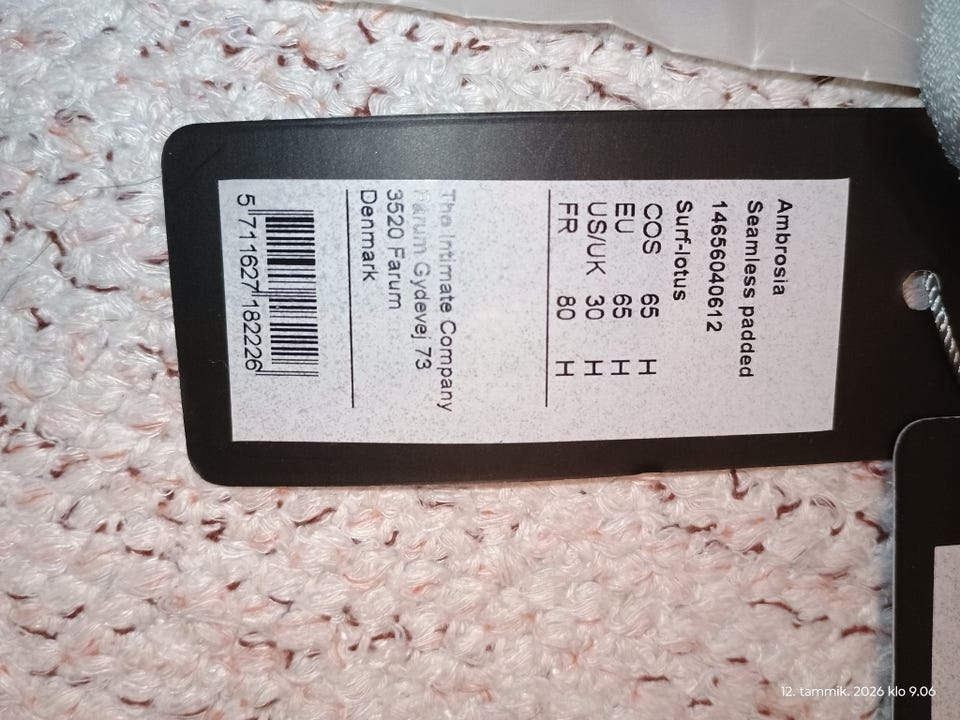 Ambrosia
Seamless padded
14656040612
Surf-lotus
COS 65 H
EU 65 H
US/UK 30 H
FR 80 H
The Intimate Company
Farum Gydevej 73
3520 Farum
Denmark
5 711627 182226
12. tammik. 2026 klo 9.06